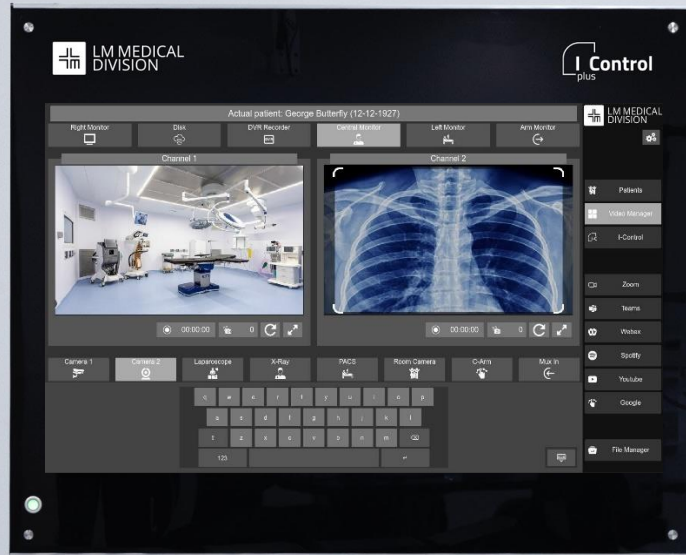 LM MEDICAL
DIVISION
I Control
plus
LM MEDICAL
DIVISION
Actual patient: George Butterfly (12-12-1927)
Right Monitor
Disk
DVR Recorder
Central Monitor
Left Monitor
Arm Monitor
Channel 1
Channel 2
Patients
Video Manager
I-Control
Zoom
Teams
Webex
Spotify
Youtube
Google
File Manager
00:00:00
0
00:00:00
0
Camera 1
Camera 2
Laparoscope
X-Ray
PACS
Room Camera
C-Arm
Mux In
q w e r t y u i o p
a s d f g h j k l
z x c v b n m
123